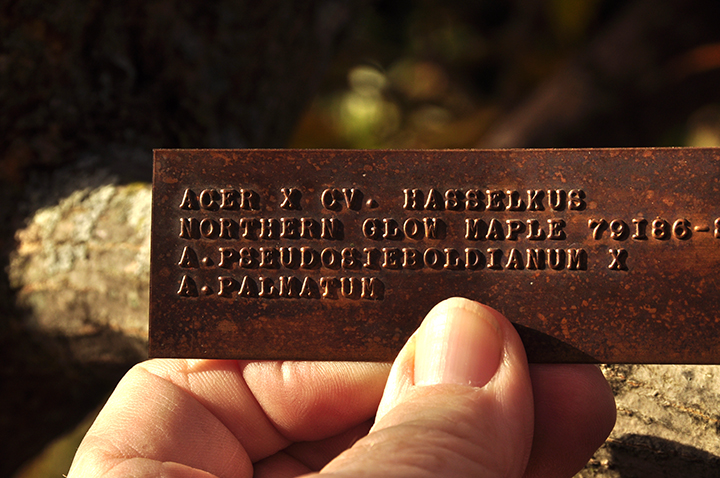 ACER X CV. HASSELKUS
NORTHERN GLOW MAPLE 79186-
A.PSEUDOSIEBOLDIANUM X
A.PALMATUM